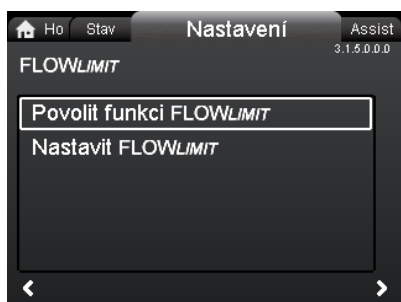 Ho Stav Nastavení Assist
3.1.5.0.0.0
FLOWLIMIT
Povolit funkci FLOWLIMIT
Nastavit FLOWLIMIT